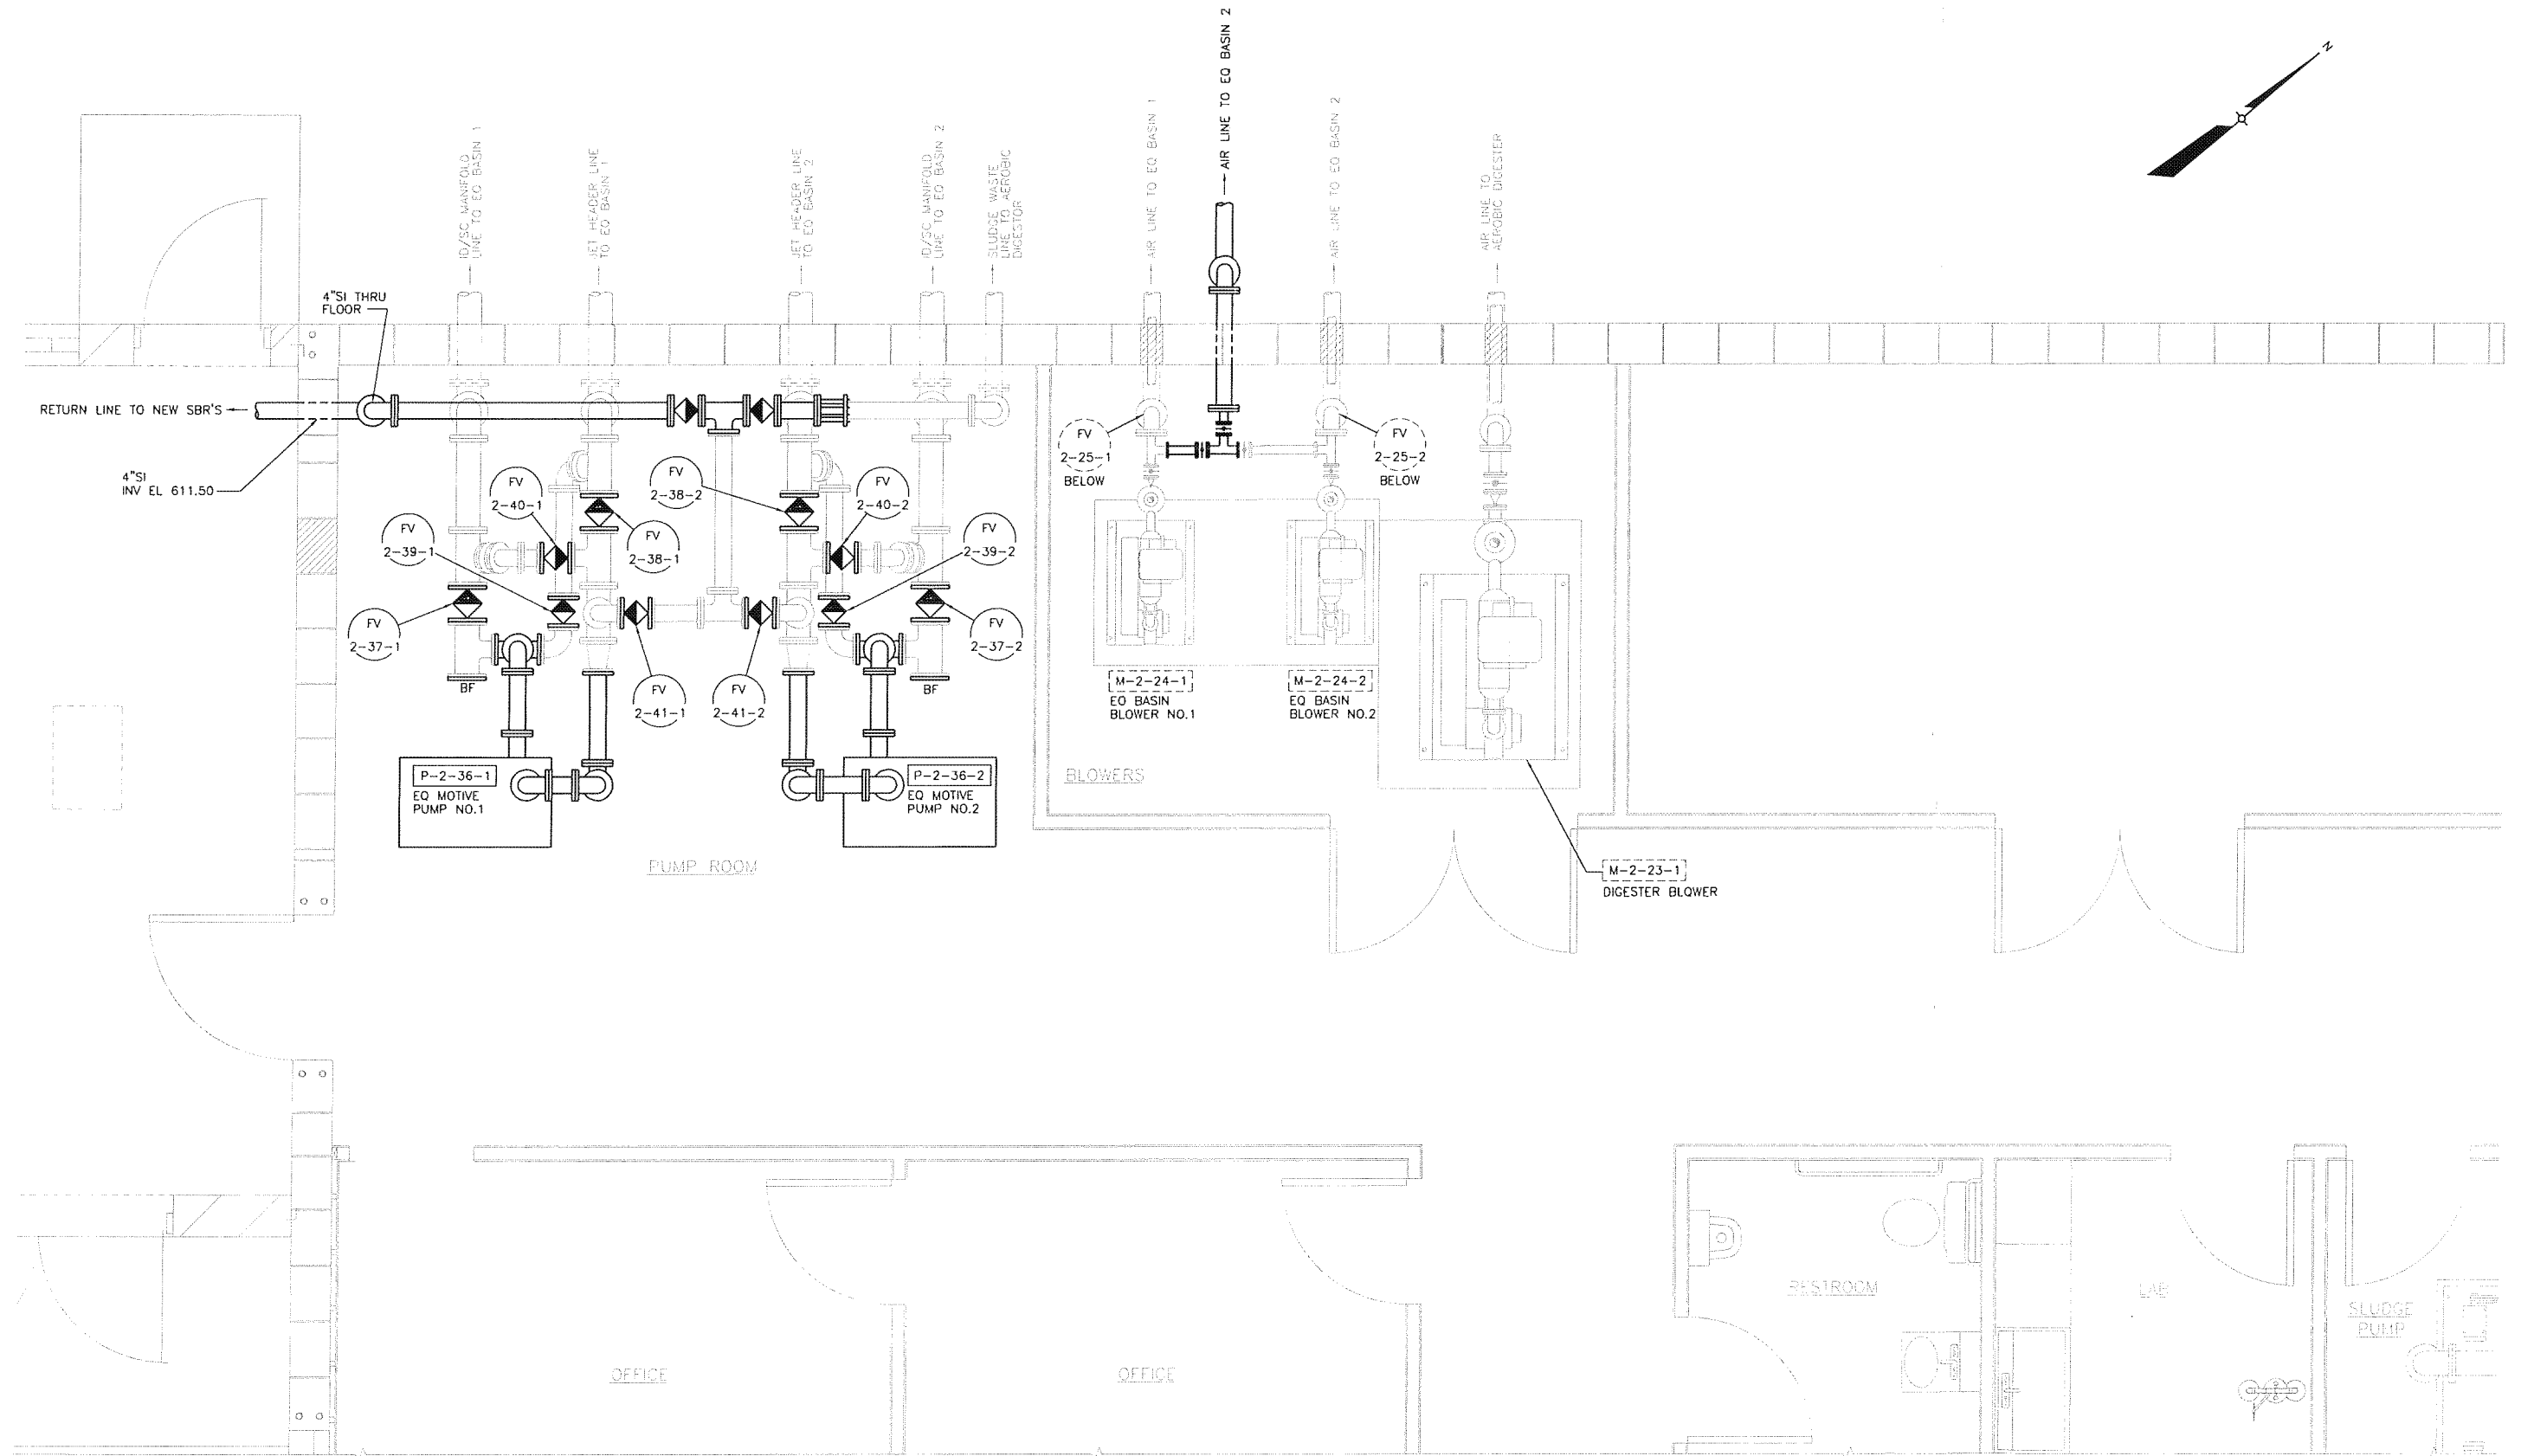 N
ID/SC MANIFOLD
LINE TO EQ BASIN 1
JET HEADER LINE
TO EQ BASIN 1
JET HEADER LINE
TO EQ BASIN 2
ID/SC MANIFOLD
LINE TO EQ BASIN 2
SLUDGE WASTE
LINE TO AEROBIC
DIGESTOR
AIR LINE TO EQ BASIN 1
AIR LINE TO EQ BASIN 2
AIR LINE TO EQ BASIN 2
AIR LINE TO
AEROBIC DIGESTER
4"SI THRU
FLOOR
RETURN LINE TO NEW SBR'S
4"SI
INV EL 611.50
FV
2-40-1
FV
2-38-2
FV
2-40-2
FV
2-39-1
FV
2-38-1
FV
2-39-2
FV
2-37-1
FV
2-37-2
FV
2-41-1
FV
2-41-2
BF
BF
FV
2-25-1
BELOW
FV
2-25-2
BELOW
M-2-24-1
EQ BASIN
BLOWER NO.1
M-2-24-2
EQ BASIN
BLOWER NO.2
P-2-36-1
EQ MOTIVE
PUMP NO.1
P-2-36-2
EQ MOTIVE
PUMP NO.2
BLOWERS
PUMP ROOM
M-2-23-1
DIGESTER BLOWER
OFFICE
OFFICE
RESTROOM
LAB
SLUDGE
PUMP